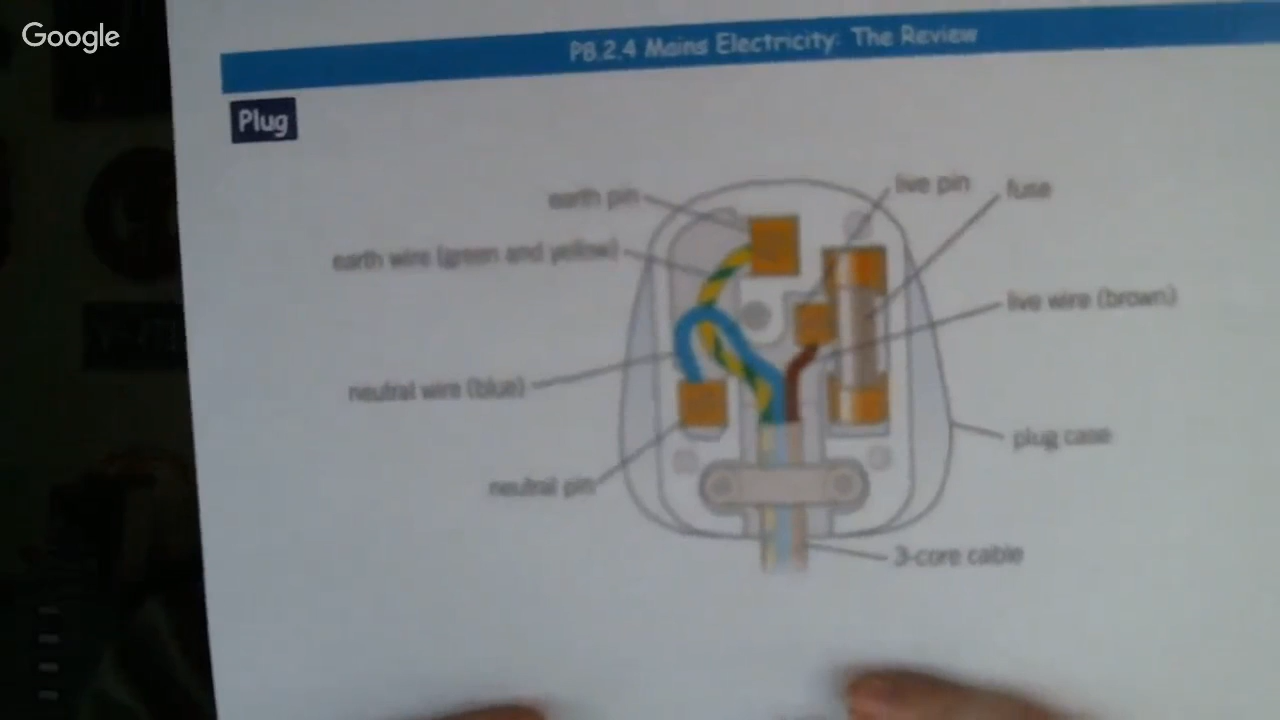 Google
P8.2.4 Mains Electricity: The Review
Plug
earth pin
live pin
fuse
earth wire (green and yellow)
live wire (brown)
neutral wire (blue)
plug case
neutral pin
3-core cable